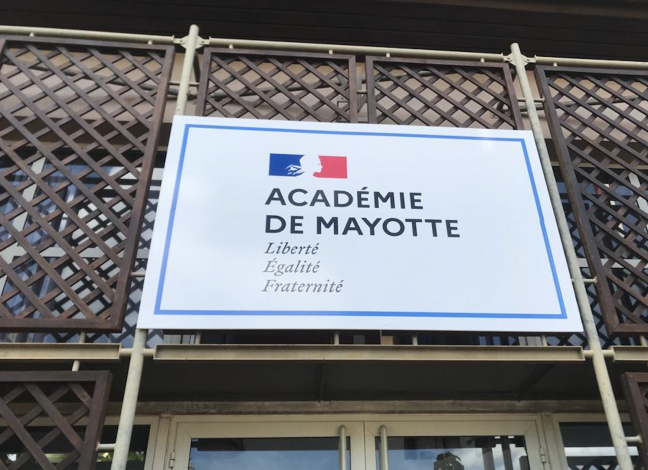 ACADÉMIE
DE MAYOTTE
Liberté
Égalité
Fraternité